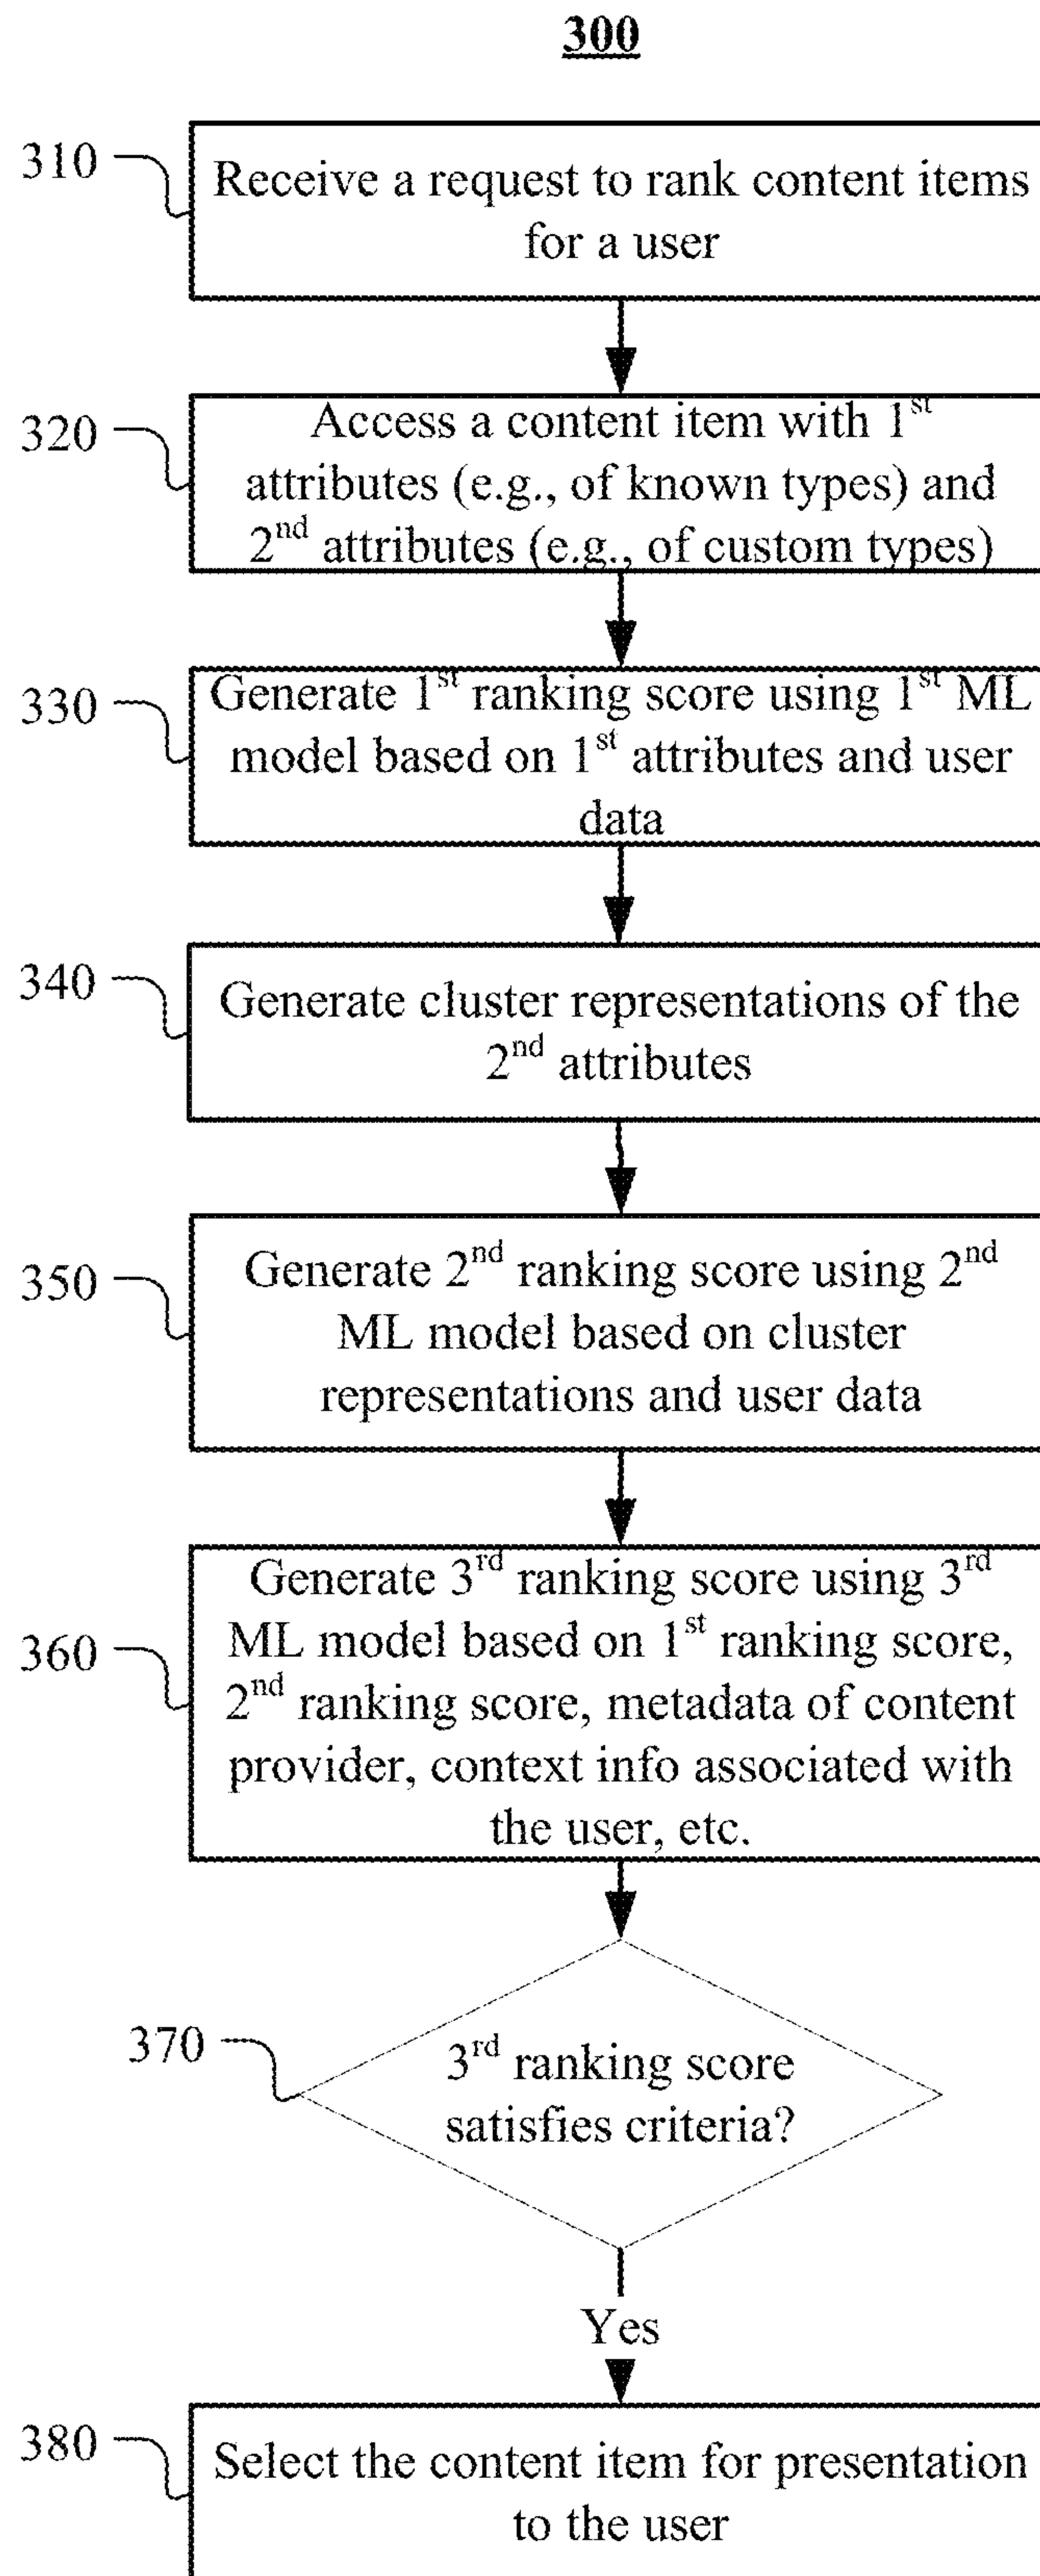 300
310
Receive a request to rank content items
for a user
320
Access a content item with 1st
attributes (e.g., of known types) and
2nd attributes (e.g., of custom types)
330
Generate 1st ranking score using 1st ML
model based on 1st attributes and user
data
340
Generate cluster representations of the
2nd attributes
350
Generate 2nd ranking score using 2nd
ML model based on cluster
representations and user data
360
Generate 3rd ranking score using 3rd
ML model based on 1st ranking score,
2nd ranking score, metadata of content
provider, context info associated with
the user, etc.
370
3rd ranking score
satisfies criteria?
Yes
380
Select the content item for presentation
to the user